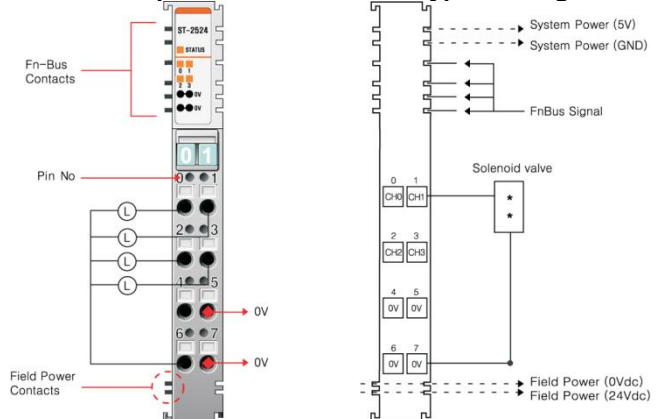 ST-2524
STATUS
0 1
2 3
0V
0V
Fn-Bus
Contacts
0 1
Pin No
0 1
L
2 3
L
L
4 5
L
0V
6 7
0V
Field Power
Contacts
System Power (5V)
System Power (GND)
FnBus Signal
Solenoid valve
0 1
CH0 CH1
* 
*
2 3
CH2 CH3
4 5
0V 0V
6 7
0V 0V
Field Power (0Vdc)
Field Power (24Vdc)